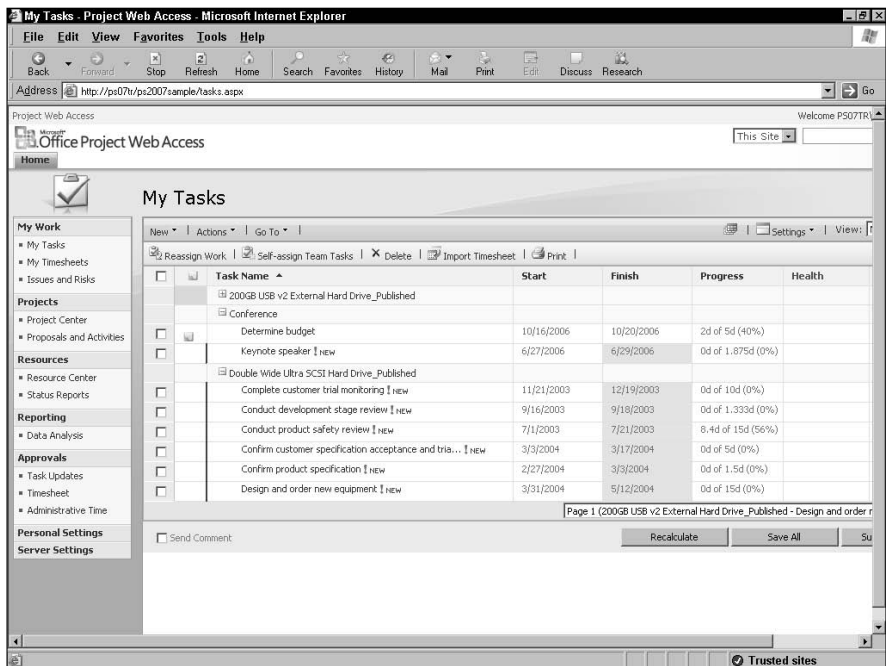 My Tasks - Project Web Access - Microsoft Internet Explorer
File Edit View Favorites Tools Help
Back Forward Stop Refresh Home Search Favorites History Mail Print Edit Discuss Research
Address http://ps07tr/ps2007sample/tasks.aspx Go
Project Web Access Welcome PS07TR\
Microsoft
Office Project Web Access This Site
Home
My Tasks
My Work
My Tasks
My Timesheets
Issues and Risks
Projects
Project Center
Proposals and Activities
Resources
Resource Center
Status Reports
Reporting
Data Analysis
Approvals
Task Updates
Timesheet
Administrative Time
Personal Settings
Server Settings
New Actions Go To Settings View:
Reassign Work Self-assign Team Tasks Delete Import Timesheet Print
Task Name Start Finish Progress Health
200GB USB v2 External Hard Drive_Published
Conference
Determine budget 10/16/2006 10/20/2006 2d of 5d (40%)
Keynote speaker ! NEW 6/27/2006 6/29/2006 0d of 1.875d (0%)
Double Wide Ultra SCSI Hard Drive_Published
Complete customer trial monitoring ! NEW 11/21/2003 12/19/2003 0d of 10d (0%)
Conduct development stage review ! NEW 9/16/2003 9/18/2003 0d of 1.333d (0%)
Conduct product safety review ! NEW 7/1/2003 7/21/2003 8.4d of 15d (56%)
Confirm customer specification acceptance and tria... ! NEW 3/3/2004 3/17/2004 0d of 5d (0%)
Confirm product specification ! NEW 2/27/2004 3/3/2004 0d of 1.5d (0%)
Design and order new equipment ! NEW 3/31/2004 5/12/2004 0d of 15d (0%)
Page 1 (200GB USB v2 External Hard Drive_Published - Design and order
Send Comment Recalculate Save All Su
Trusted sites